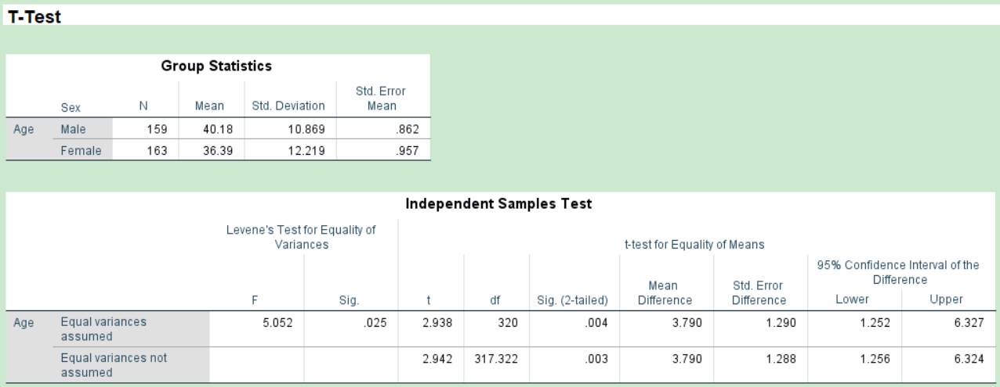 T-Test
Group Statistics
Sex N Mean Std. Deviation Std. Error Mean
Age Male 159 40.18 10.869 .862
Female 163 36.39 12.219 .957
Independent Samples Test
Levene's Test for Equality of Variances t-test for Equality of Means
95% Confidence Interval of the Difference
F Sig. t df Sig. (2-tailed) Mean Difference Std. Error Difference Lower Upper
Age Equal variances assumed 5.052 .025 2.938 320 .004 3.790 1.290 1.252 6.327
Equal variances not assumed 2.942 317.322 .003 3.790 1.288 1.256 6.324